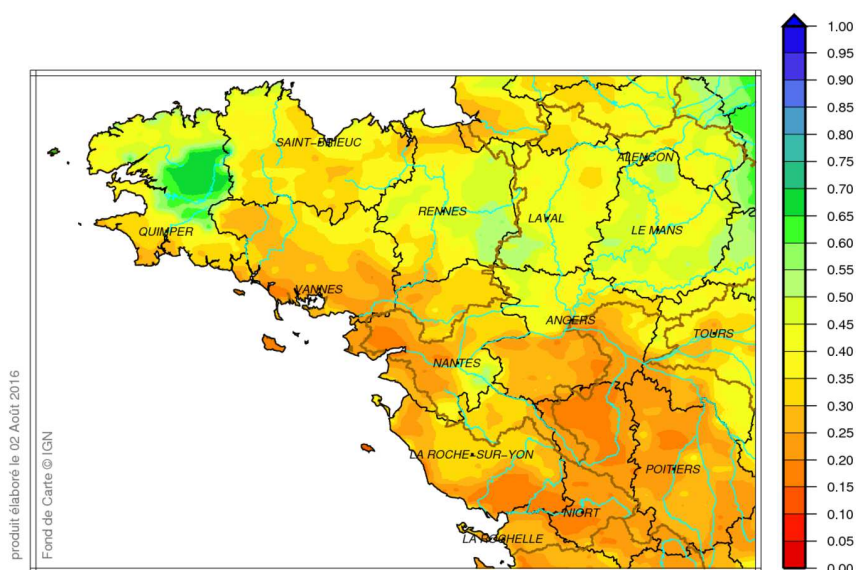 1.00
0.95
0.90
0.85
0.80
0.75
0.70
0.65
0.60
0.55
0.50
0.45
0.40
0.35
0.30
0.25
0.20
0.15
0.10
0.05
0.00
SAINT-BRIEUC
ALENCON
RENNES
LAVAL
QUIMPER
LE MANS
VANNES
ANGERS
TOURS
NANTES
LA ROCHE-SUR-YON
POITIERS
NIORT
LA ROCHELLE
produit élaboré le 02 Août 2016
Fond de Carte © IGN